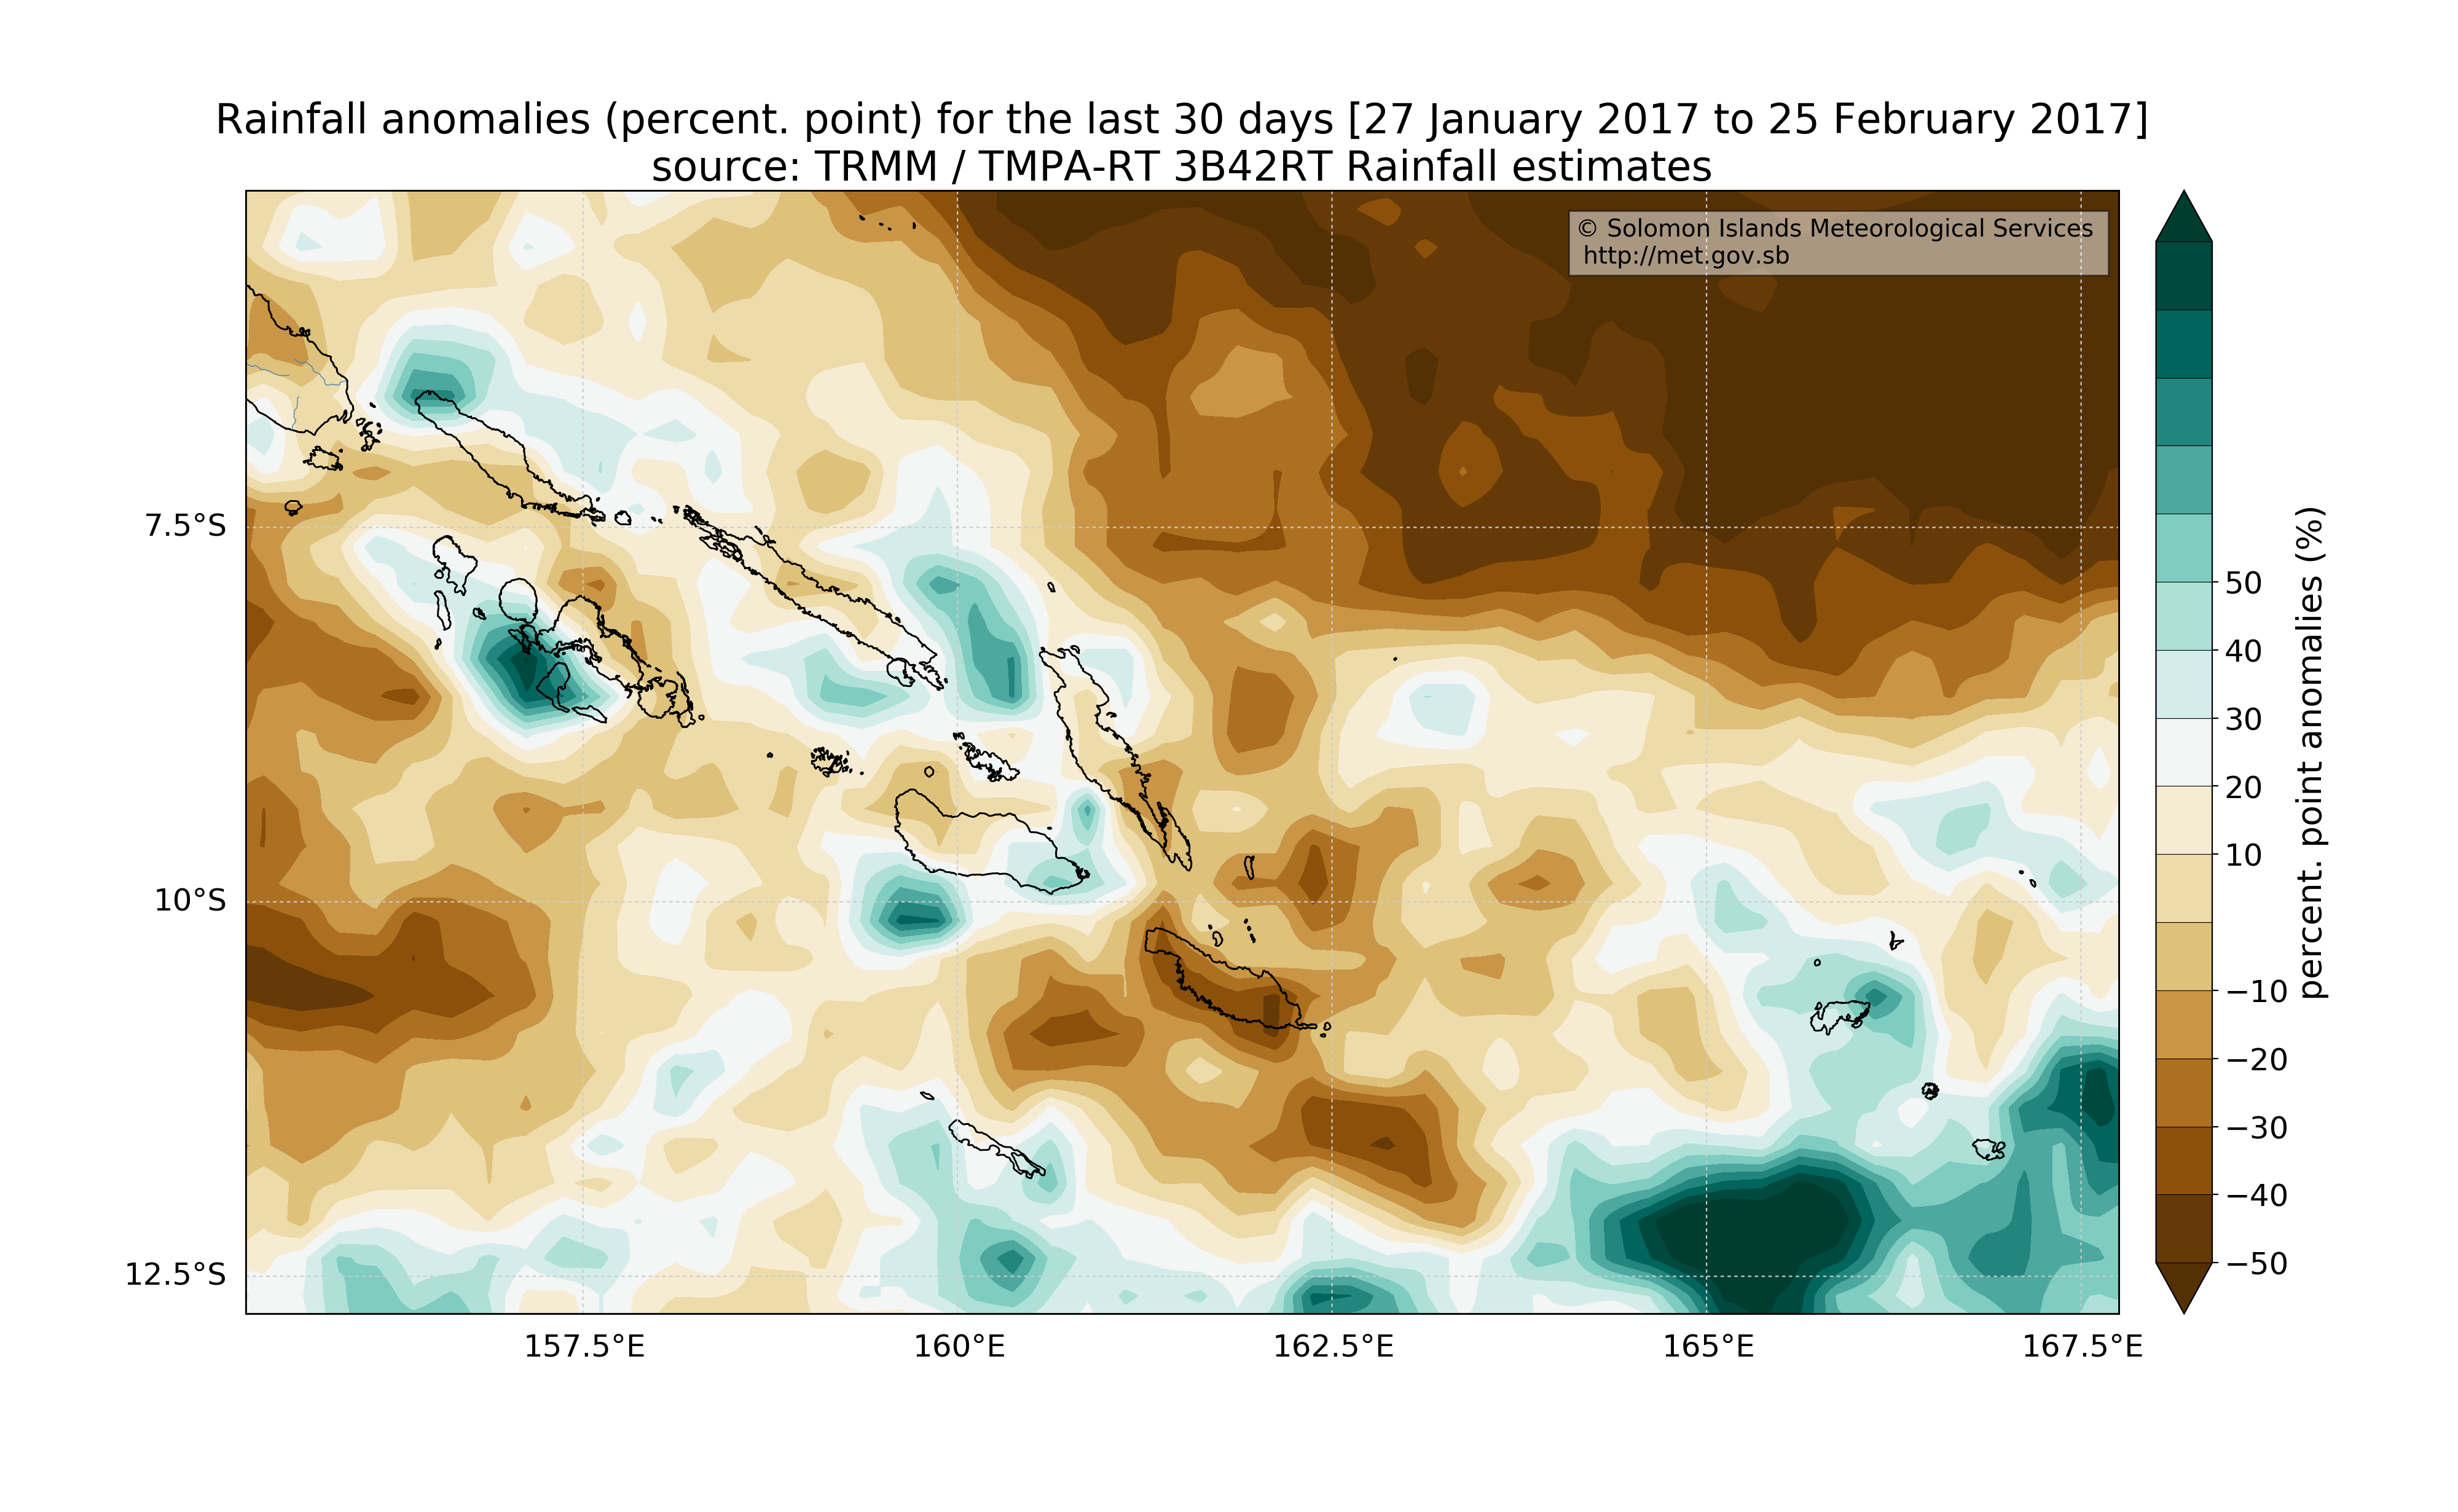 Rainfall anomalies (percent. point) for the last 30 days [27 January 2017 to 25 February 2017]
source: TRMM / TMPA-RT 3B42RT Rainfall estimates
© Solomon Islands Meteorological Services
http://met.gov.sb
7.5°S
10°S
12.5°S
157.5°E
160°E
162.5°E
165°E
167.5°E
50
40
30
20
10
−10
−20
−30
−40
−50
percent. point anomalies (%)